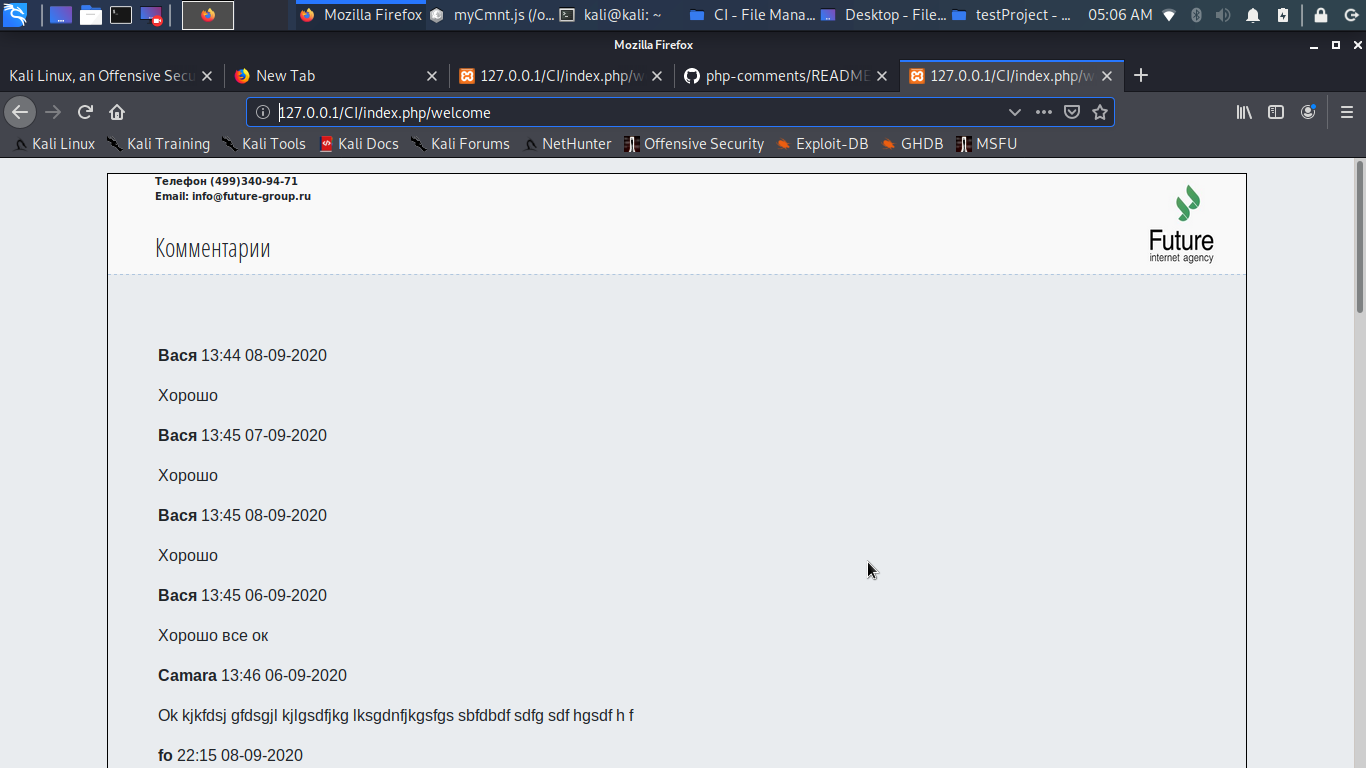 Mozilla Firefox
myCmnt.js (/o...
kali@kali: ~
CI - File Mana...
Desktop - File...
testProject - ...
05:06 AM
Mozilla Firefox
Kali Linux, an Offensive Secu
New Tab
127.0.0.1/CI/index.php/w
php-comments/README
127.0.0.1/CI/index.php/w
127.0.0.1/CI/index.php/welcome
Kali Linux
Kali Training
Kali Tools
Kali Docs
Kali Forums
NetHunter
Offensive Security
Exploit-DB
GHDB
MSFU
Телефон (499)340-94-71
Email: info@future-group.ru
Комментарии
Future
internet agency
Вася 13:44 08-09-2020
Хорошо
Вася 13:45 07-09-2020
Хорошо
Вася 13:45 08-09-2020
Хорошо
Вася 13:45 06-09-2020
Хорошо все ок
Camara 13:46 06-09-2020
Ok kjkfdsj gfdsgjl kjlgsdfjkg lksgdnfjkgsfgs sbfdbdf sdfg sdf hgsdf h f
fo 22:15 08-09-2020